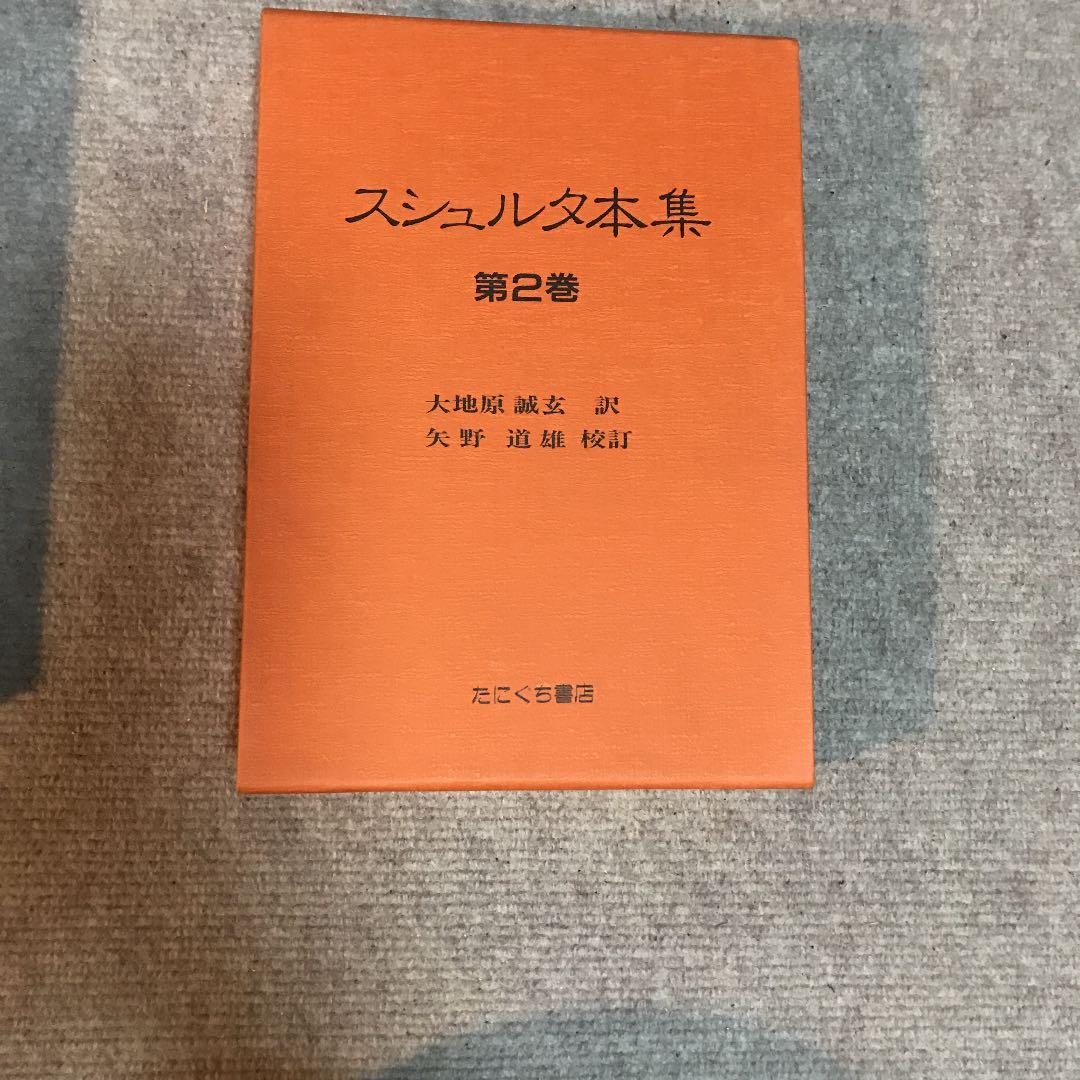 スシュルタ本集
第2巻
大地原 誠玄 訳
矢野 道雄 校訂
たにぐち書店